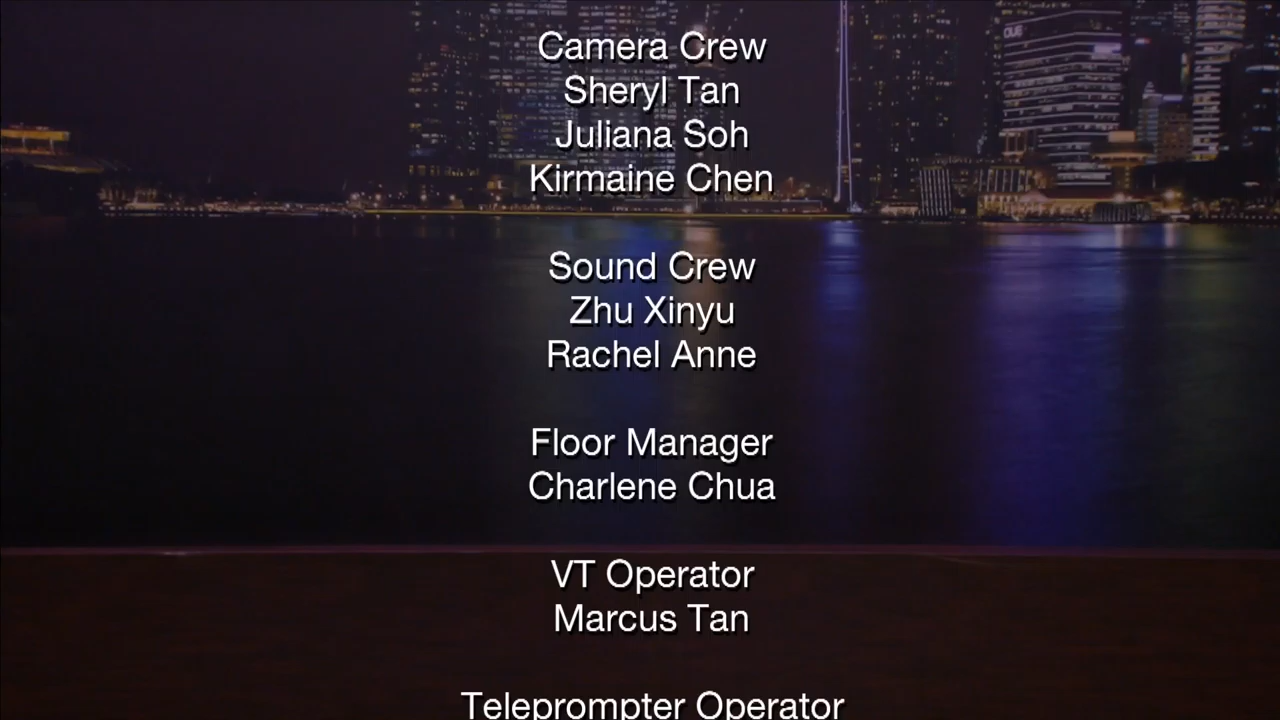 OUE
Camera Crew
Sheryl Tan
Juliana Soh
Kirmaine Chen
Sound Crew
Zhu Xinyu
Rachel Anne
Floor Manager
Charlene Chua
VT Operator
Marcus Tan
Teleprompter Operator